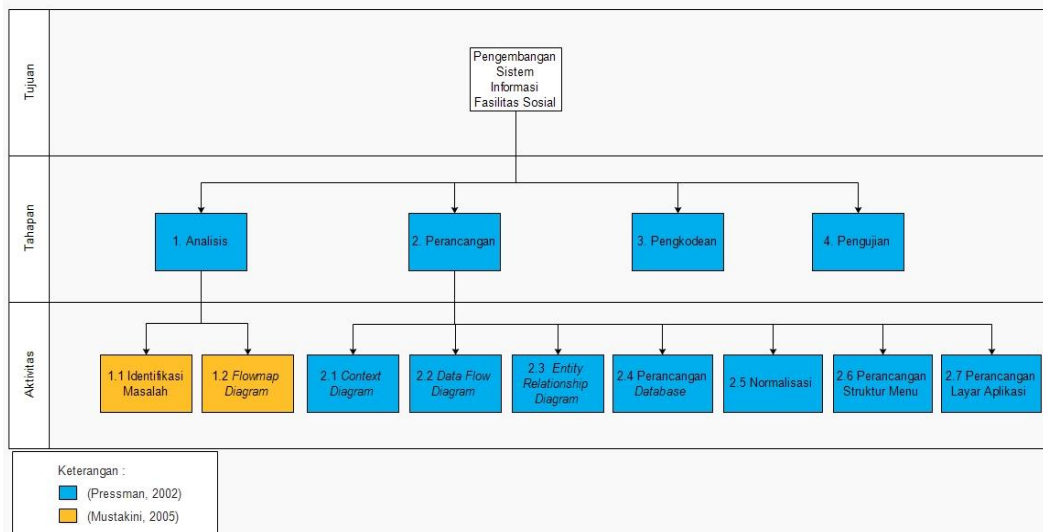 Tujuan
Pengembangan
Sistem
Informasi
Fasilitas Sosial
Tahapan
1. Analisis
2. Perancangan
3. Pengkodean
4. Pengujian
Aktivitas
1.1 Identifikasi
Masalah
1.2 Flowmap
Diagram
2.1 Context
Diagram
2.2 Data Flow
Diagram
2.3 Entity
Relationship
Diagram
2.4 Perancangan
Database
2.5 Normalisasi
2.6 Perancangan
Struktur Menu
2.7 Perancangan
Layar Aplikasi
Keterangan :
(Pressman, 2002)
(Mustakini, 2005)